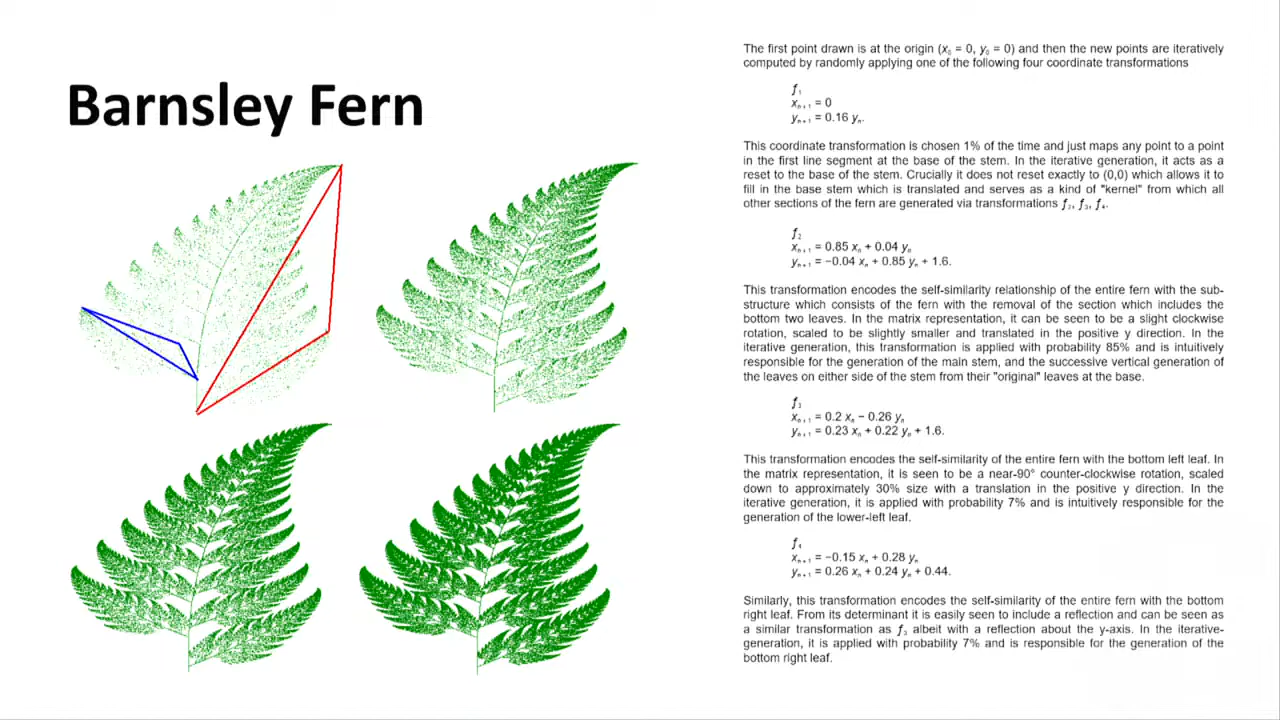 Barnsley Fern
The first point drawn is at the origin (x₀ = 0, y₀ = 0) and then the new points are iteratively
computed by randomly applying one of the following four coordinate transformations
ƒ₁
xₙ₊₁ = 0
yₙ₊₁ = 0.16 yₙ.
This coordinate transformation is chosen 1% of the time and just maps any point to a point
in the first line segment at the base of the stem. In the iterative generation, it acts as a
reset to the base of the stem. Crucially it does not reset exactly to (0,0) which allows it to
fill in the base stem which is translated and serves as a kind of "kernel" from which all
other sections of the fern are generated via transformations ƒ₂, ƒ₃, ƒ₄.
ƒ₂
xₙ₊₁ = 0.85 xₙ + 0.04 yₙ
yₙ₊₁ = −0.04 xₙ + 0.85 yₙ + 1.6.
This transformation encodes the self-similarity relationship of the entire fern with the sub-
structure which consists of the fern with the removal of the section which includes the
bottom two leaves. In the matrix representation, it can be seen to be a slight clockwise
rotation, scaled to be slightly smaller and translated in the positive y direction. In the
iterative generation, this transformation is applied with probability 85% and is intuitively
responsible for the generation of the main stem, and the successive vertical generation of
the leaves on either side of the stem from their "original" leaves at the base.
ƒ₃
xₙ₊₁ = 0.2 xₙ − 0.26 yₙ
yₙ₊₁ = 0.23 xₙ + 0.22 yₙ + 1.6.
This transformation encodes the self-similarity of the entire fern with the bottom left leaf. In
the matrix representation, it is seen to be a near-90° counter-clockwise rotation, scaled
down to approximately 30% size with a translation in the positive y direction. In the
iterative generation, it is applied with probability 7% and is intuitively responsible for the
generation of the lower-left leaf.
ƒ₄
xₙ₊₁ = −0.15 xₙ + 0.28 yₙ
yₙ₊₁ = 0.26 xₙ + 0.24 yₙ + 0.44.
Similarly, this transformation encodes the self-similarity of the entire fern with the bottom
right leaf. From its determinant it is easily seen to include a reflection and can be seen as
a similar transformation as ƒ₃ albeit with a reflection about the y-axis. In the iterative-
generation, it is applied with probability 7% and is responsible for the generation of the
bottom right leaf.